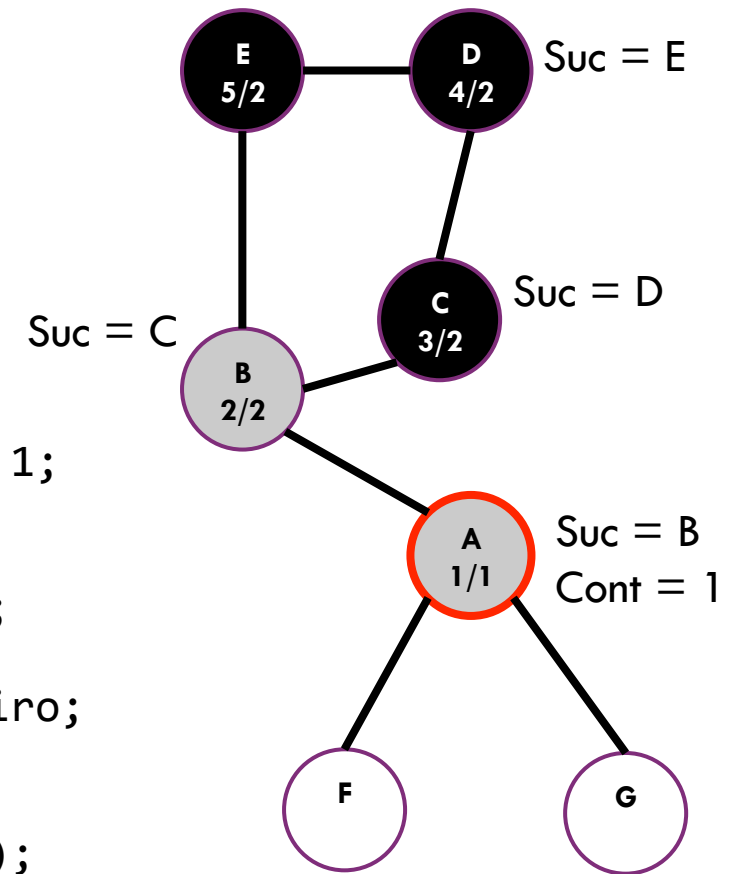 E
5/2
D
4/2
Suc = E
C
3/2
Suc = D
Suc = C
B
2/2
1;
A
1/1
Suc = B
Cont = 1
;
iro;
F
G
);